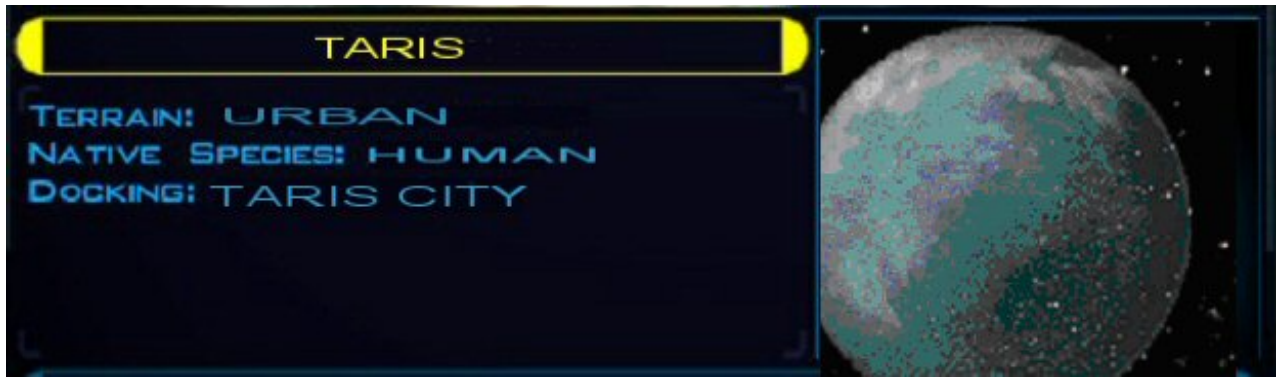 TARIS
TERRAIN: URBAN
NATIVE SPECIES: HUMAN
DOCKING: TARIS CITY